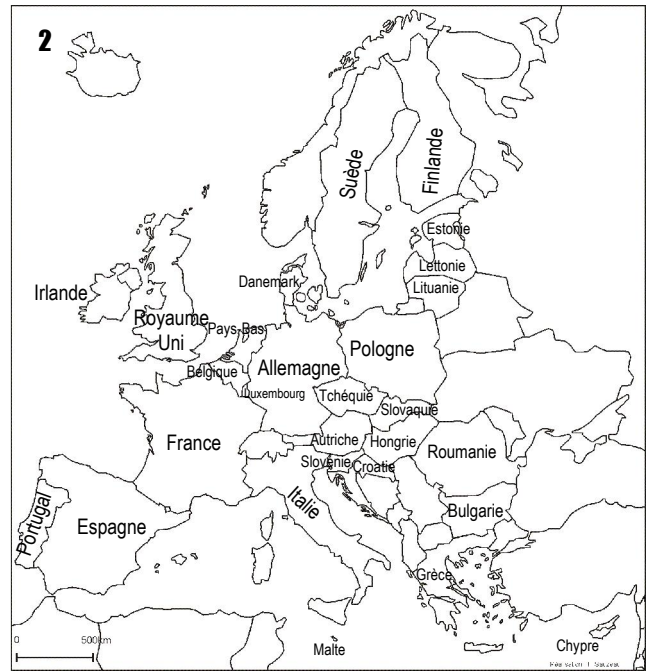 2
Suède
Finlande
Estonie
Lettonie
Lituanie
Danemark
Irlande
Royaume
Uni
Pays-Bas
Pologne
Allemagne
Belgique
Luxembourg
Tchéquie
Slovaquie
France
Autriche
Hongrie
Roumanie
Slovénie
Croatie
Italie
Portugal
Espagne
Bulgarie
Grèce
0 500km
Malte
Chypre
Réalisation